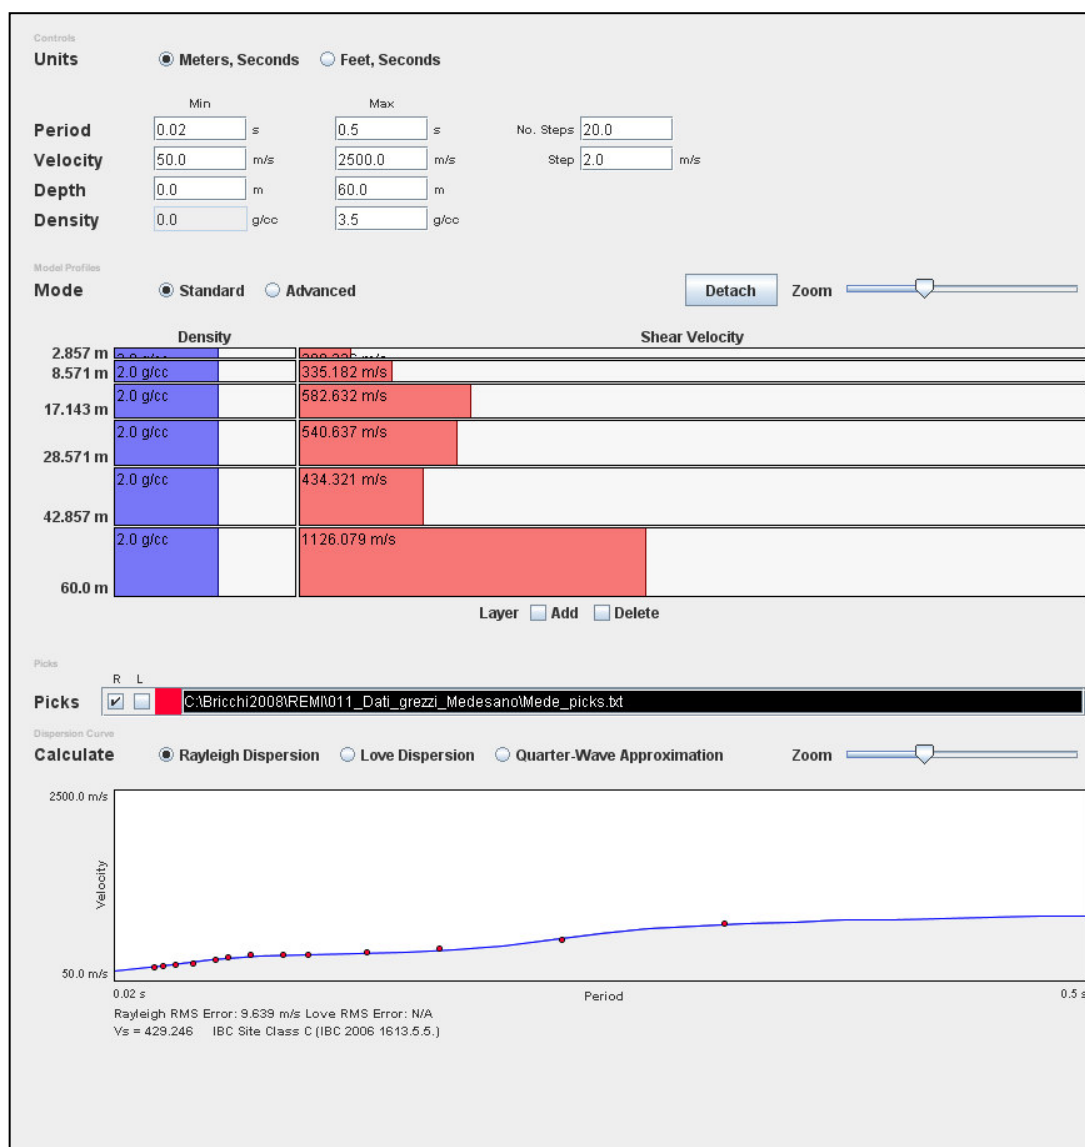 Controls
Units Meters, Seconds Feet, Seconds
Min Max
Period 0.02 s 0.5 s No. Steps 20.0
Velocity 50.0 m/s 2500.0 m/s Step 2.0 m/s
Depth 0.0 m 60.0 m
Density 0.0 g/cc 3.5 g/cc
Model Profiles
Mode Standard Advanced Detach Zoom
Density Shear Velocity
2.857 m 2.0 g/cc m/s
8.571 m 2.0 g/cc 335.182 m/s
17.143 m 2.0 g/cc 582.632 m/s
28.571 m 2.0 g/cc 540.637 m/s
42.857 m 2.0 g/cc 434.321 m/s
60.0 m 2.0 g/cc 1126.079 m/s
Layer Add Delete
Picks
R L
Picks C:\Bricchi2008\REMI\011_Dati_grezzi_Medesano\Mede_picks.txt
Dispersion Curve
Calculate Rayleigh Dispersion Love Dispersion Quarter-Wave Approximation Zoom
2500.0 m/s
Velocity
50.0 m/s
0.02 s Period 0.5 s
Rayleigh RMS Error: 9.639 m/s Love RMS Error: N/A
Vs = 429.246 IBC Site Class C (IBC 2006 1613.5.5.)